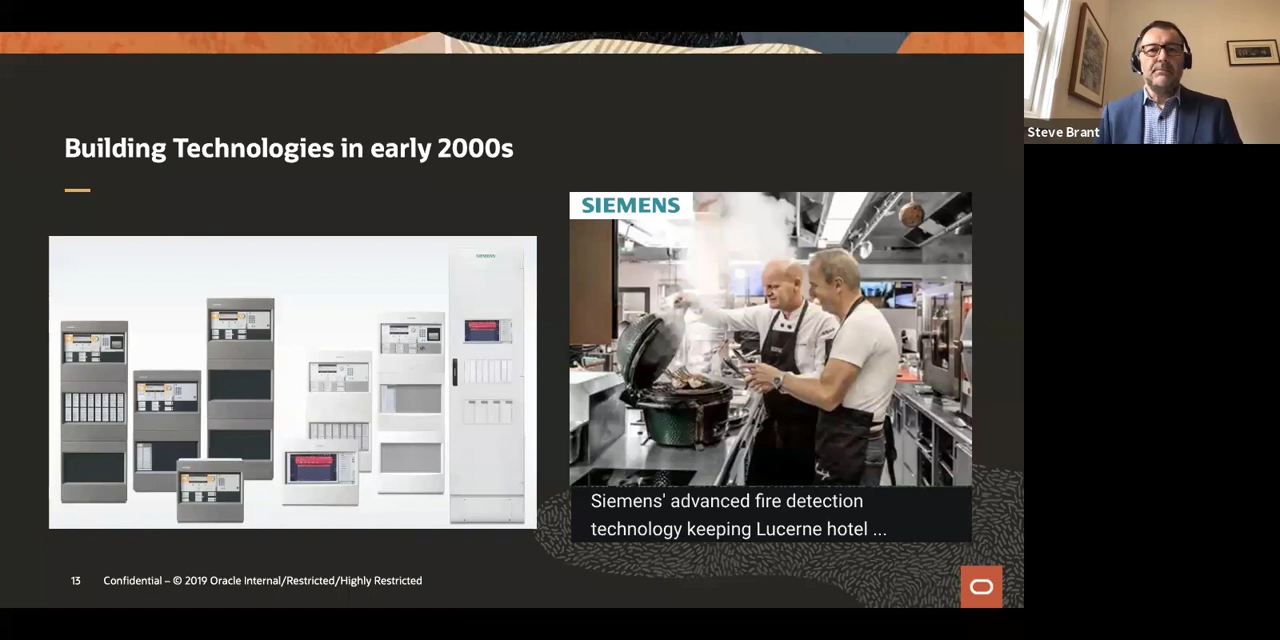 Building Technologies in early 2000s
SIEMENS
SIEMENS
Siemens' advanced fire detection
technology keeping Lucerne hotel ...
13 Confidential – © 2019 Oracle Internal/Restricted/Highly Restricted
Steve Brant